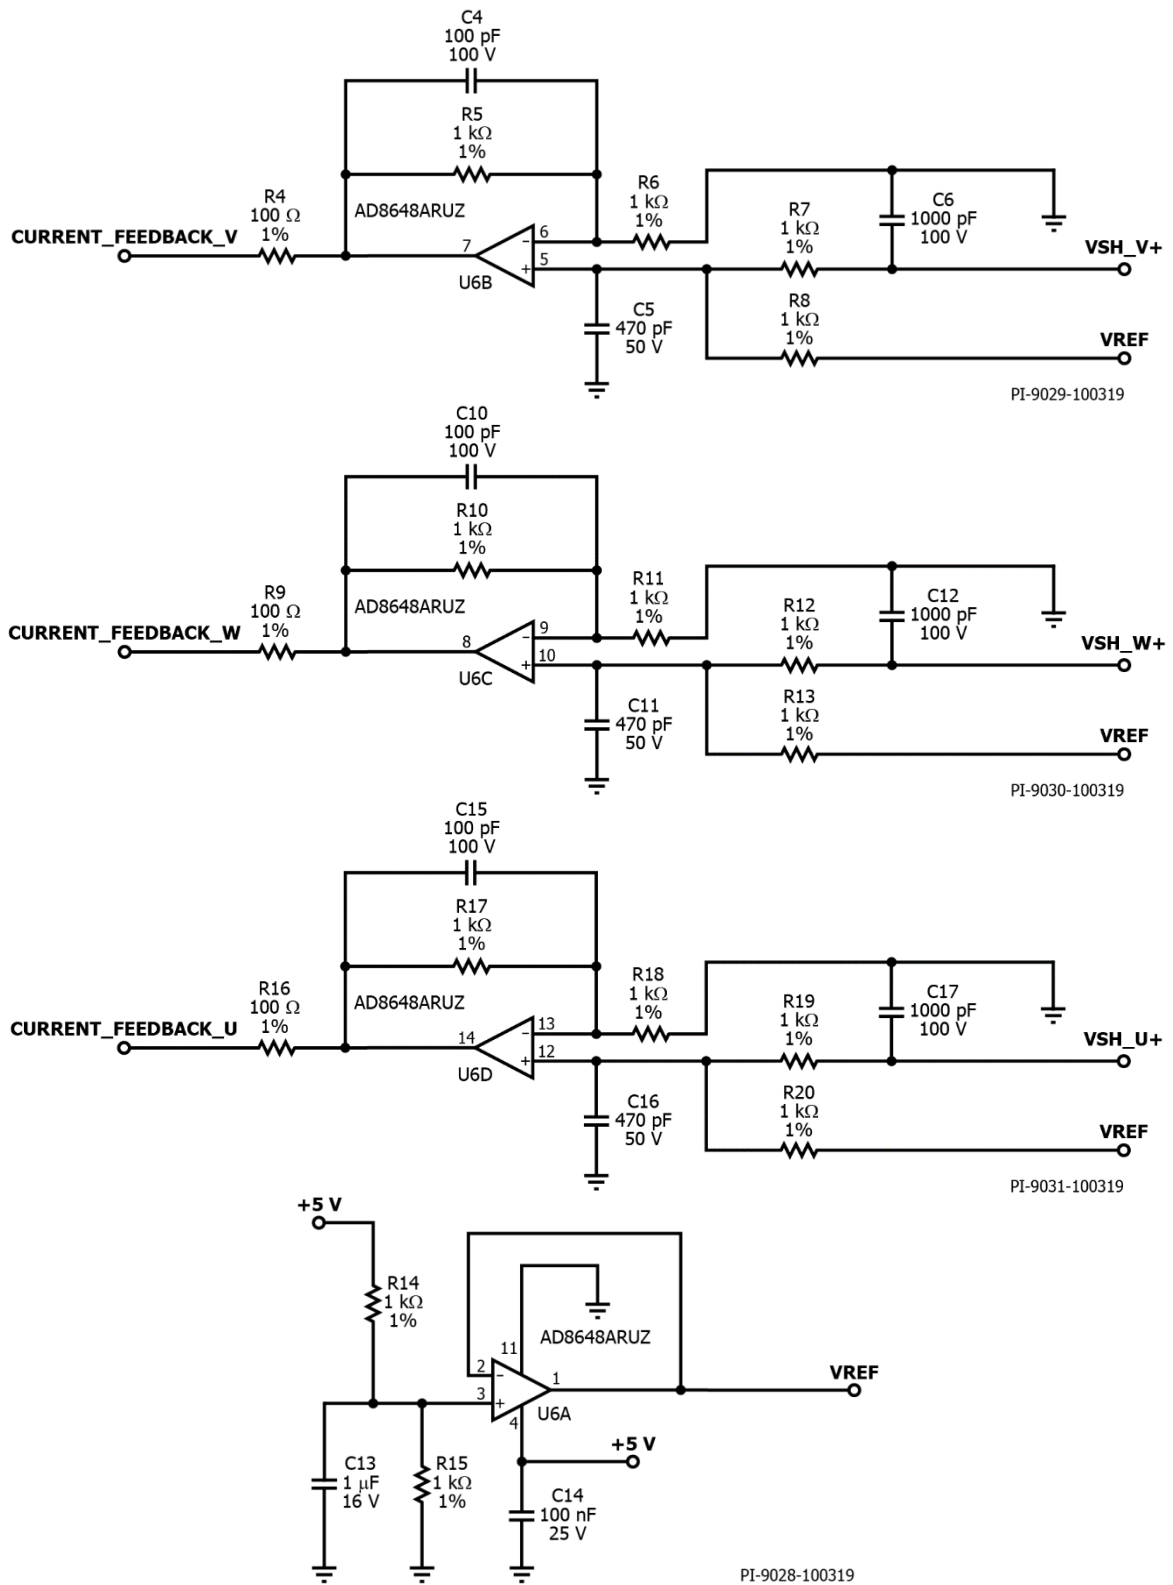 C4
100 pF
100 V
R5
1 kΩ
1%
R4
100 Ω
1%
AD8648ARUZ
R6
1 kΩ
1%
R7
1 kΩ
1%
C6
1000 pF
100 V
CURRENT_FEEDBACK_V
7
6
-
5
+
U6B
VSH_V+
C5
470 pF
50 V
R8
1 kΩ
1%
VREF
PI-9029-100319
C10
100 pF
100 V
R10
1 kΩ
1%
R9
100 Ω
1%
AD8648ARUZ
R11
1 kΩ
1%
R12
1 kΩ
1%
C12
1000 pF
100 V
CURRENT_FEEDBACK_W
8
9
-
10
+
U6C
VSH_W+
C11
470 pF
50 V
R13
1 kΩ
1%
VREF
PI-9030-100319
C15
100 pF
100 V
R17
1 kΩ
1%
R16
100 Ω
1%
AD8648ARUZ
R18
1 kΩ
1%
R19
1 kΩ
1%
C17
1000 pF
100 V
CURRENT_FEEDBACK_U
14
13
-
12
+
U6D
VSH_U+
C16
470 pF
50 V
R20
1 kΩ
1%
VREF
PI-9031-100319
+5 V
R14
1 kΩ
1%
AD8648ARUZ
11
2
-
3
+
1
4
U6A
VREF
+5 V
C13
1 μF
16 V
R15
1 kΩ
1%
C14
100 nF
25 V
PI-9028-100319